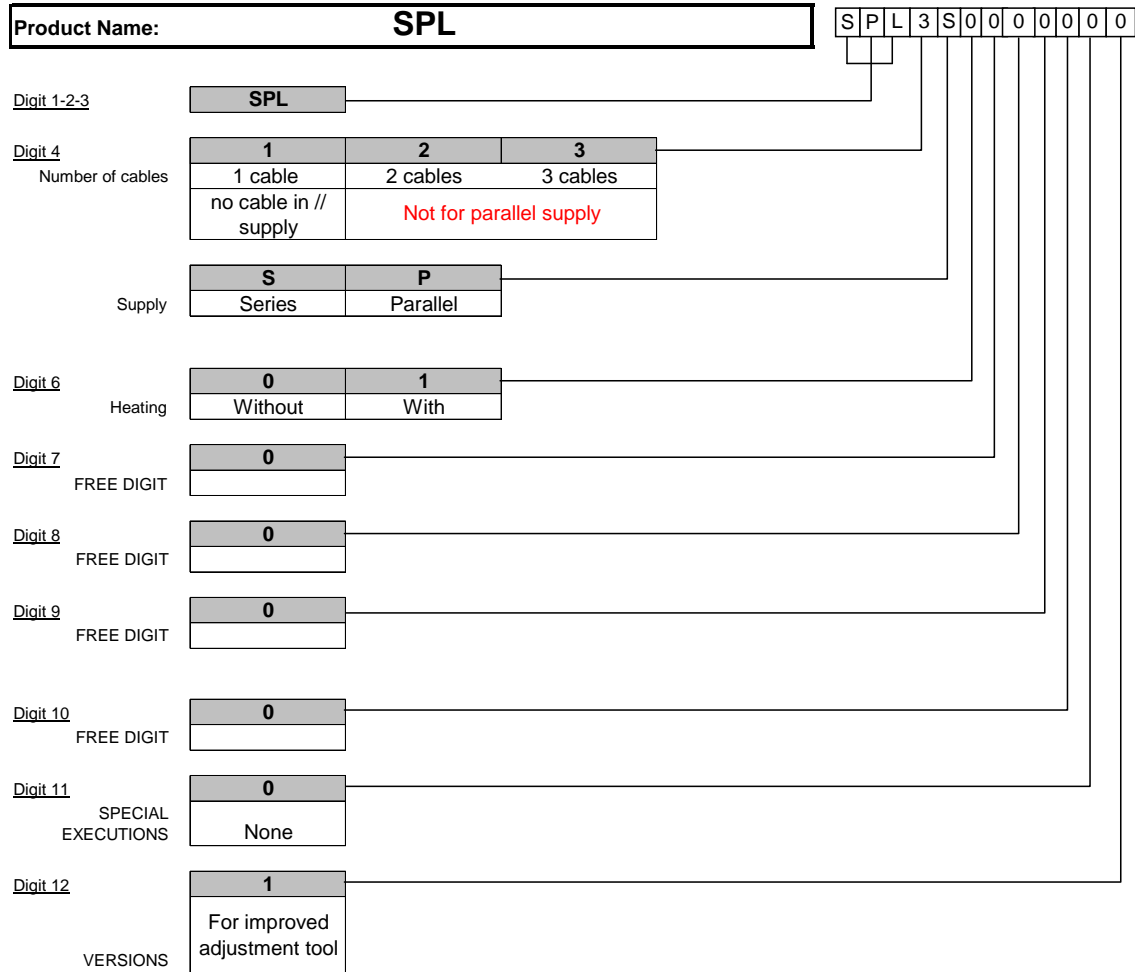 Product Name: SPL S P L 3 S 0 0 0 0 0 0 0
Digit 1-2-3 SPL
Digit 4 1 2 3
Number of cables 1 cable 2 cables 3 cables
no cable in //
supply
Not for parallel supply
S P
Supply Series Parallel
Digit 6 0 1
Heating Without With
Digit 7 0
FREE DIGIT
Digit 8 0
FREE DIGIT
Digit 9 0
FREE DIGIT
Digit 10 0
FREE DIGIT
Digit 11 0
SPECIAL
EXECUTIONS None
Digit 12 1
For improved
adjustment tool
VERSIONS